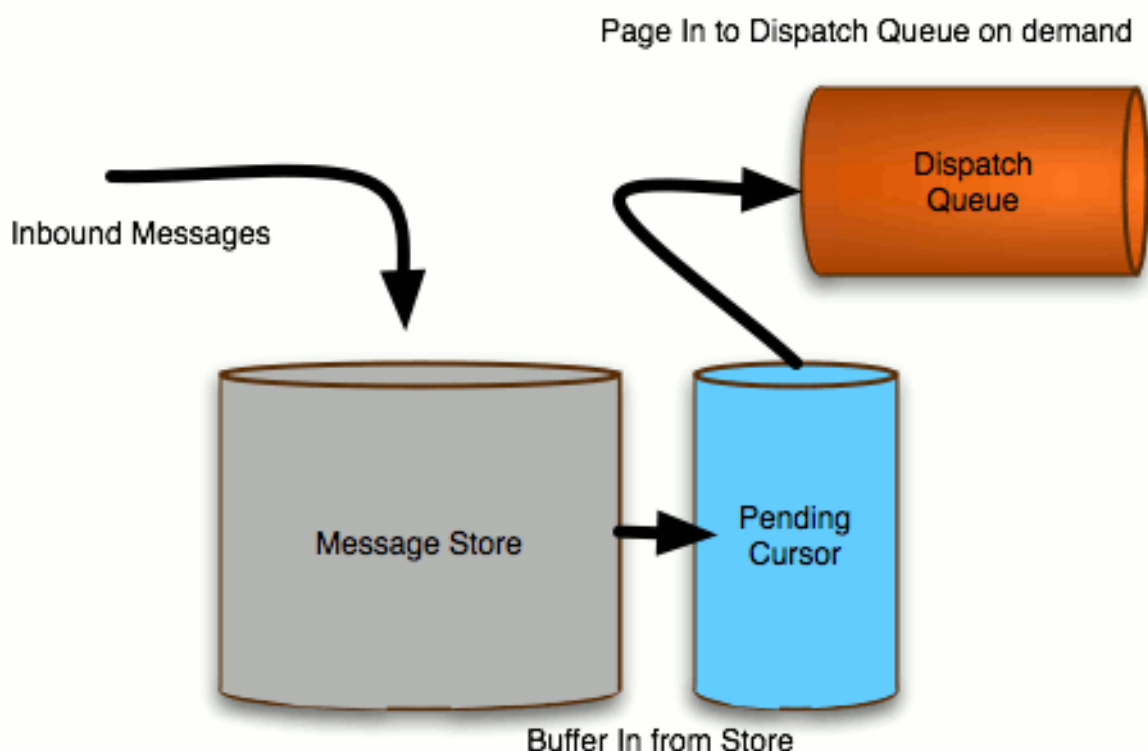 Page In to Dispatch Queue on demand
Dispatch
Queue
Inbound Messages
Message Store
Pending
Cursor
Buffer In from Store